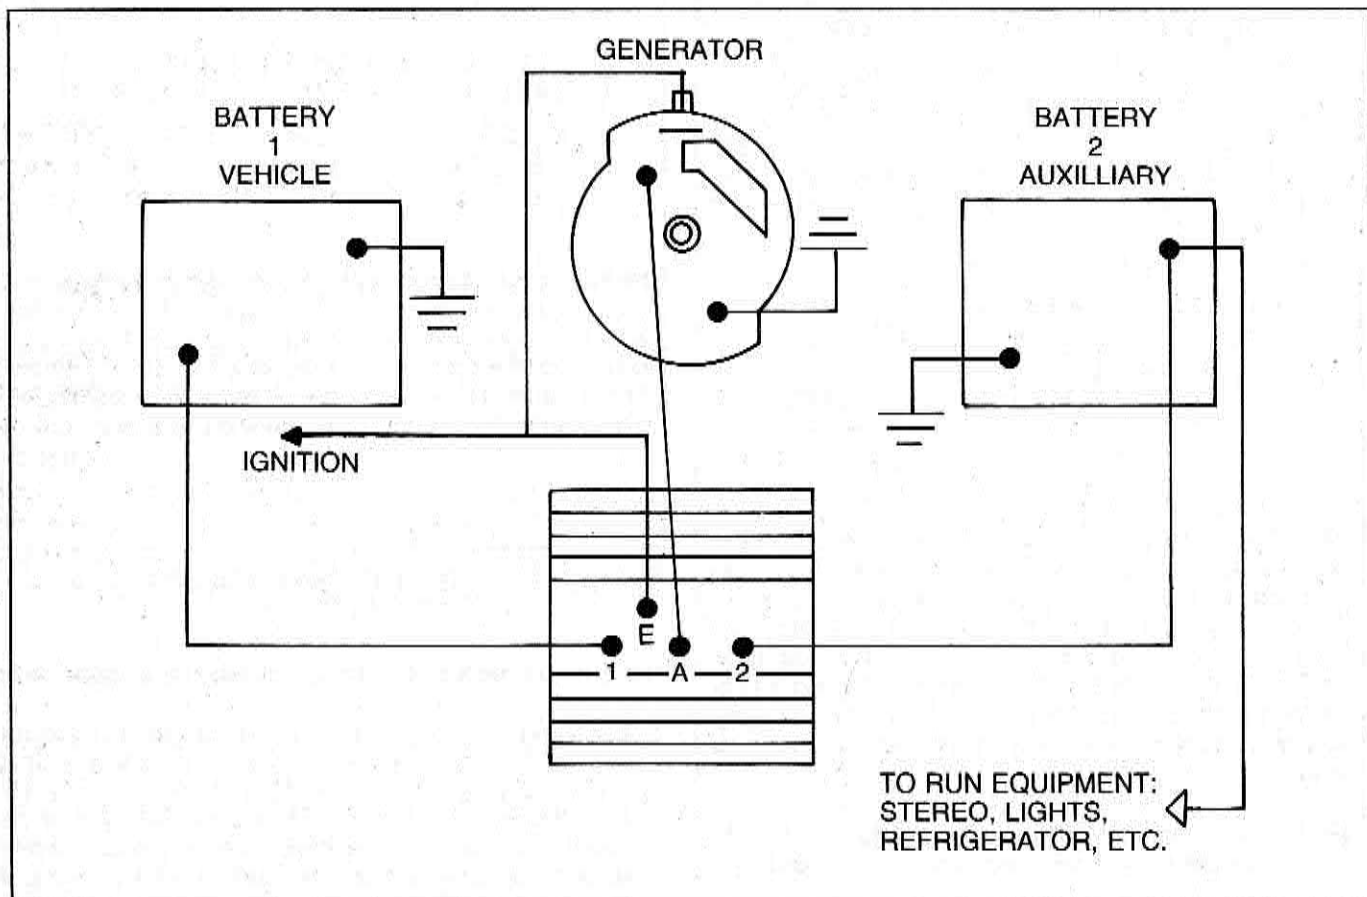 GENERATOR
BATTERY
1
VEHICLE
BATTERY
2
AUXILLIARY
IGNITION
E
1 A 2
TO RUN EQUIPMENT:
STEREO, LIGHTS,
REFRIGERATOR, ETC.